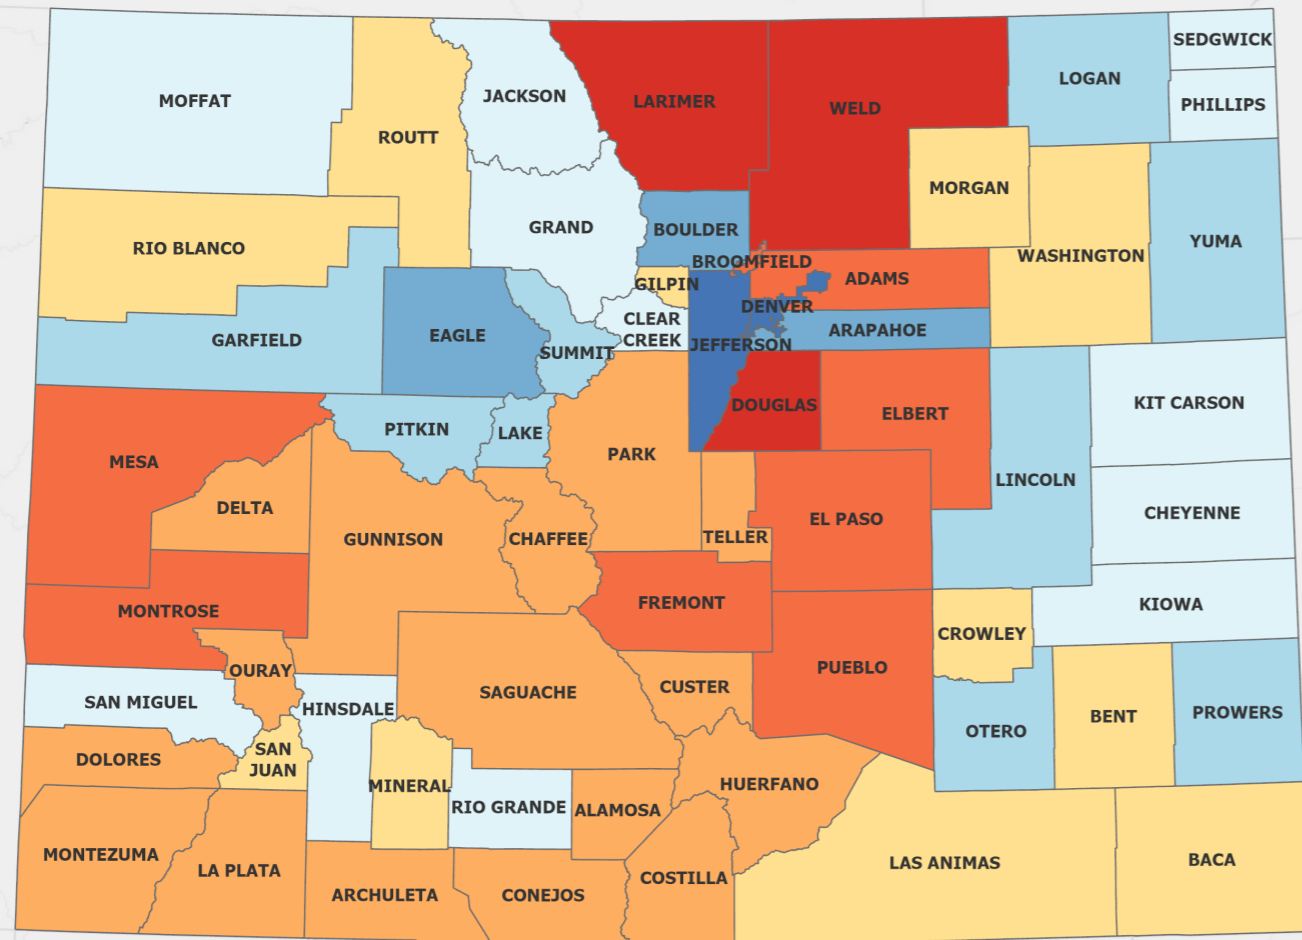 SEDGWICK
LOGAN
MOFFAT
JACKSON
LARIMER
PHILLIPS
WELD
ROUTT
MORGAN
GRAND
BOULDER
YUMA
RIO BLANCO
WASHINGTON
BROOMFIELD
ADAMS
GILPIN
DENVER
CLEAR
CREEK
ARAPAHOE
EAGLE
GARFIELD
JEFFERSON
SUMMIT
KIT CARSON
DOUGLAS
ELBERT
PITKIN
LAKE
PARK
MESA
LINCOLN
DELTA
CHEYENNE
EL PASO
TELLER
GUNNISON
CHAFFEE
FREMONT
KIOWA
MONTROSE
CROWLEY
PUEBLO
OURAY
CUSTER
SAGUACHE
SAN MIGUEL
HINSDALE
PROWERS
BENT
OTERO
SAN
JUAN
DOLORES
HUERFANO
MINERAL
RIO GRANDE
ALAMOSA
MONTEZUMA
BACA
LAS ANIMAS
LA PLATA
COSTILLA
ARCHULETA
CONEJOS